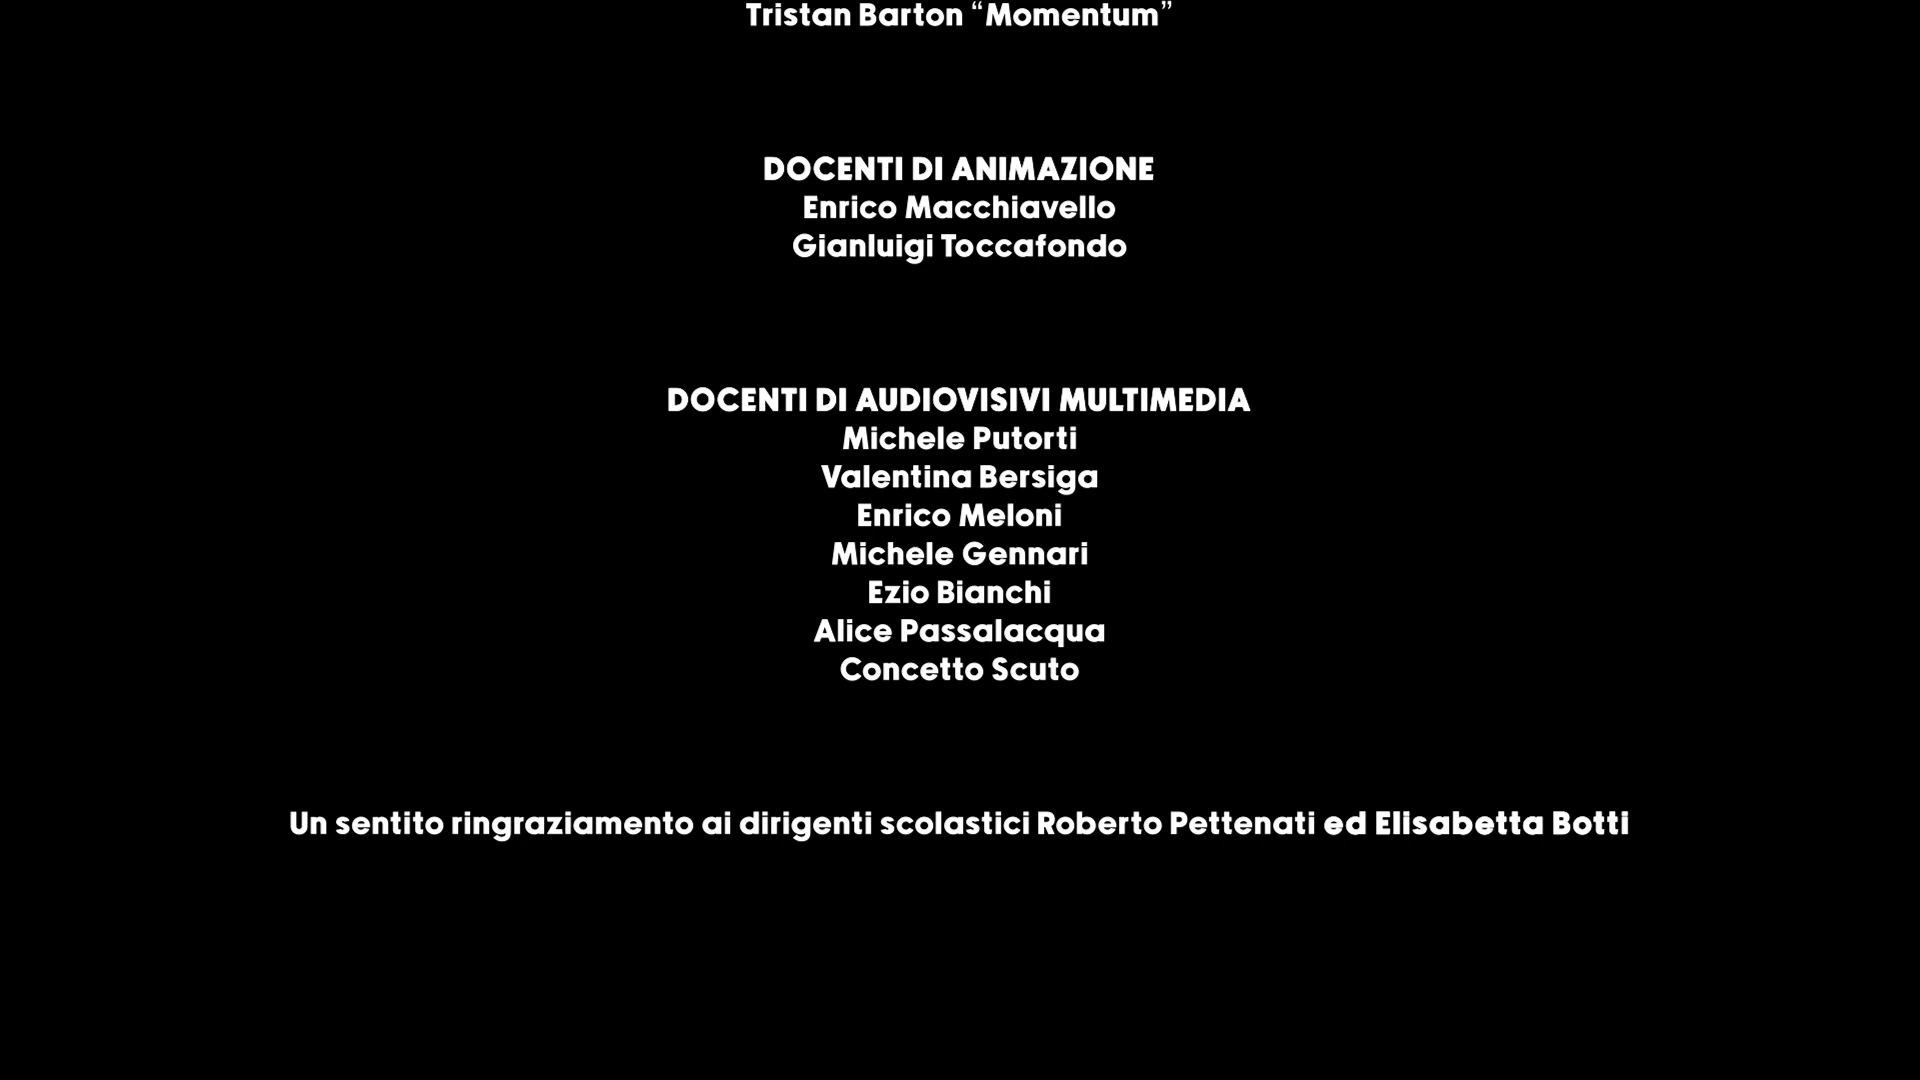 Tristan Barton “Momentum”
DOCENTI DI ANIMAZIONE
Enrico Macchiavello
Gianluigi Toccafondo
DOCENTI DI AUDIOVISIVI MULTIMEDIA
Michele Putorti
Valentina Bersiga
Enrico Meloni
Michele Gennari
Ezio Bianchi
Alice Passalacqua
Concetto Scuto
Un sentito ringraziamento ai dirigenti scolastici Roberto Pettenati ed Elisabetta Botti